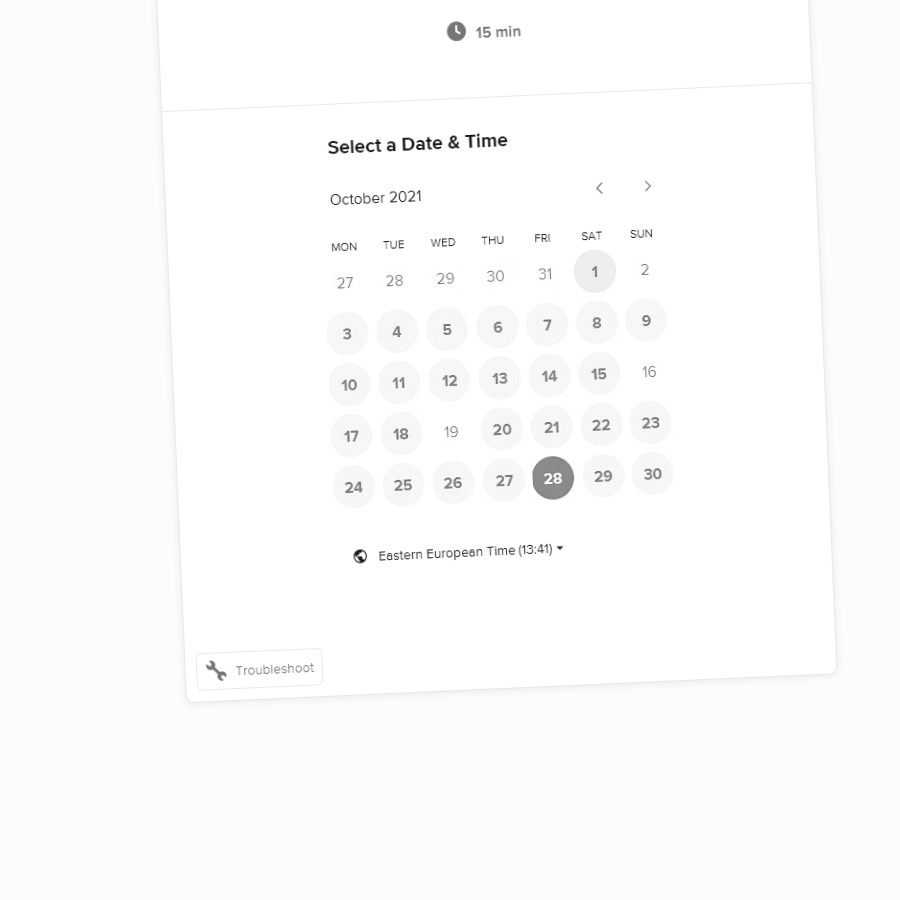 15 min
Select a Date & Time
October 2021
MON TUE WED THU FRI SAT SUN
27 28 29 30 31 1 2
3 4 5 6 7 8 9
10 11 12 13 14 15 16
17 18 19 20 21 22 23
24 25 26 27 28 29 30
Eastern European Time (13:41)
Troubleshoot